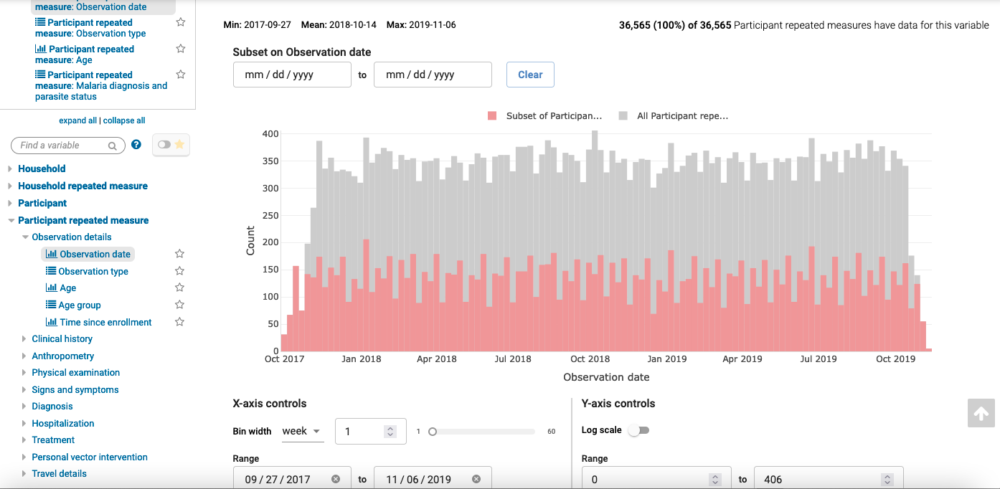 measure: Observation date
Participant repeated
measure: Observation type
Participant repeated
measure: Age
Participant repeated
measure: Malaria diagnosis and
parasite status
expand all | collapse all
Find a variable
?
Household
Household repeated measure
Participant
Participant repeated measure
Observation details
Observation date
Observation type
Age
Age group
Time since enrollment
Clinical history
Anthropometry
Physical examination
Signs and symptoms
Diagnosis
Hospitalization
Treatment
Personal vector intervention
Travel details
Min: 2017-09-27 Mean: 2018-10-14 Max: 2019-11-06
36,565 (100%) of 36,565 Participant repeated measures have data for this variable
Subset on Observation date
mm / dd / yyyy to mm / dd / yyyy Clear
Subset of Participan... All Participant repe...
400
350
300
250
200
150
100
50
0
Count
Oct 2017 Jan 2018 Apr 2018 Jul 2018 Oct 2018 Jan 2019 Apr 2019 Jul 2019 Oct 2019
Observation date
X-axis controls
Bin width week 1 1 60
Range
09 / 27 / 2017 to 11 / 06 / 2019
Y-axis controls
Log scale
Range
0 to 406